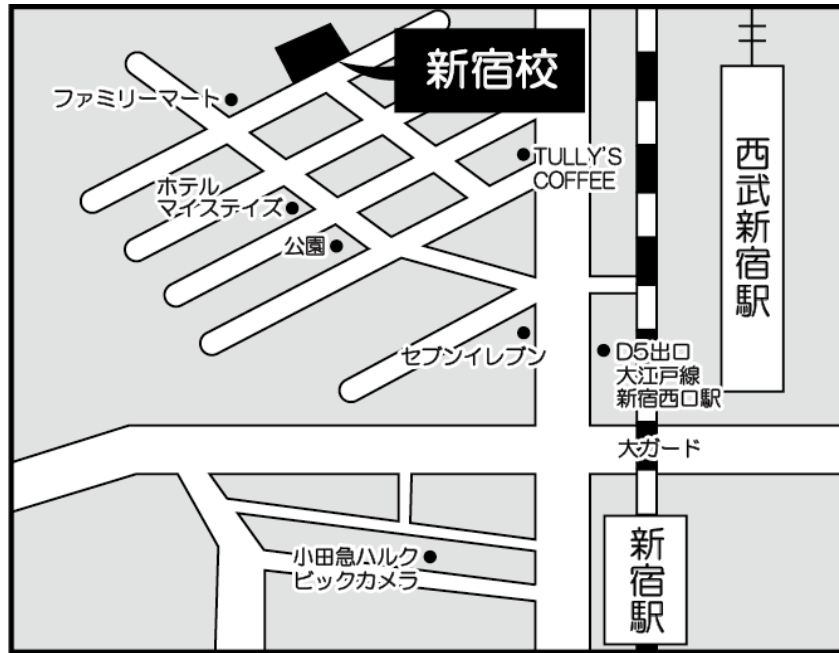 新宿校
ファミリーマート
TULLY'S
COFFEE
西武新宿駅
ホテル
マイステイズ
公園
セブンイレブン
D5出口
大江戸線
新宿西口駅
大ガード
新宿駅
小田急ハルク
ビックカメラ